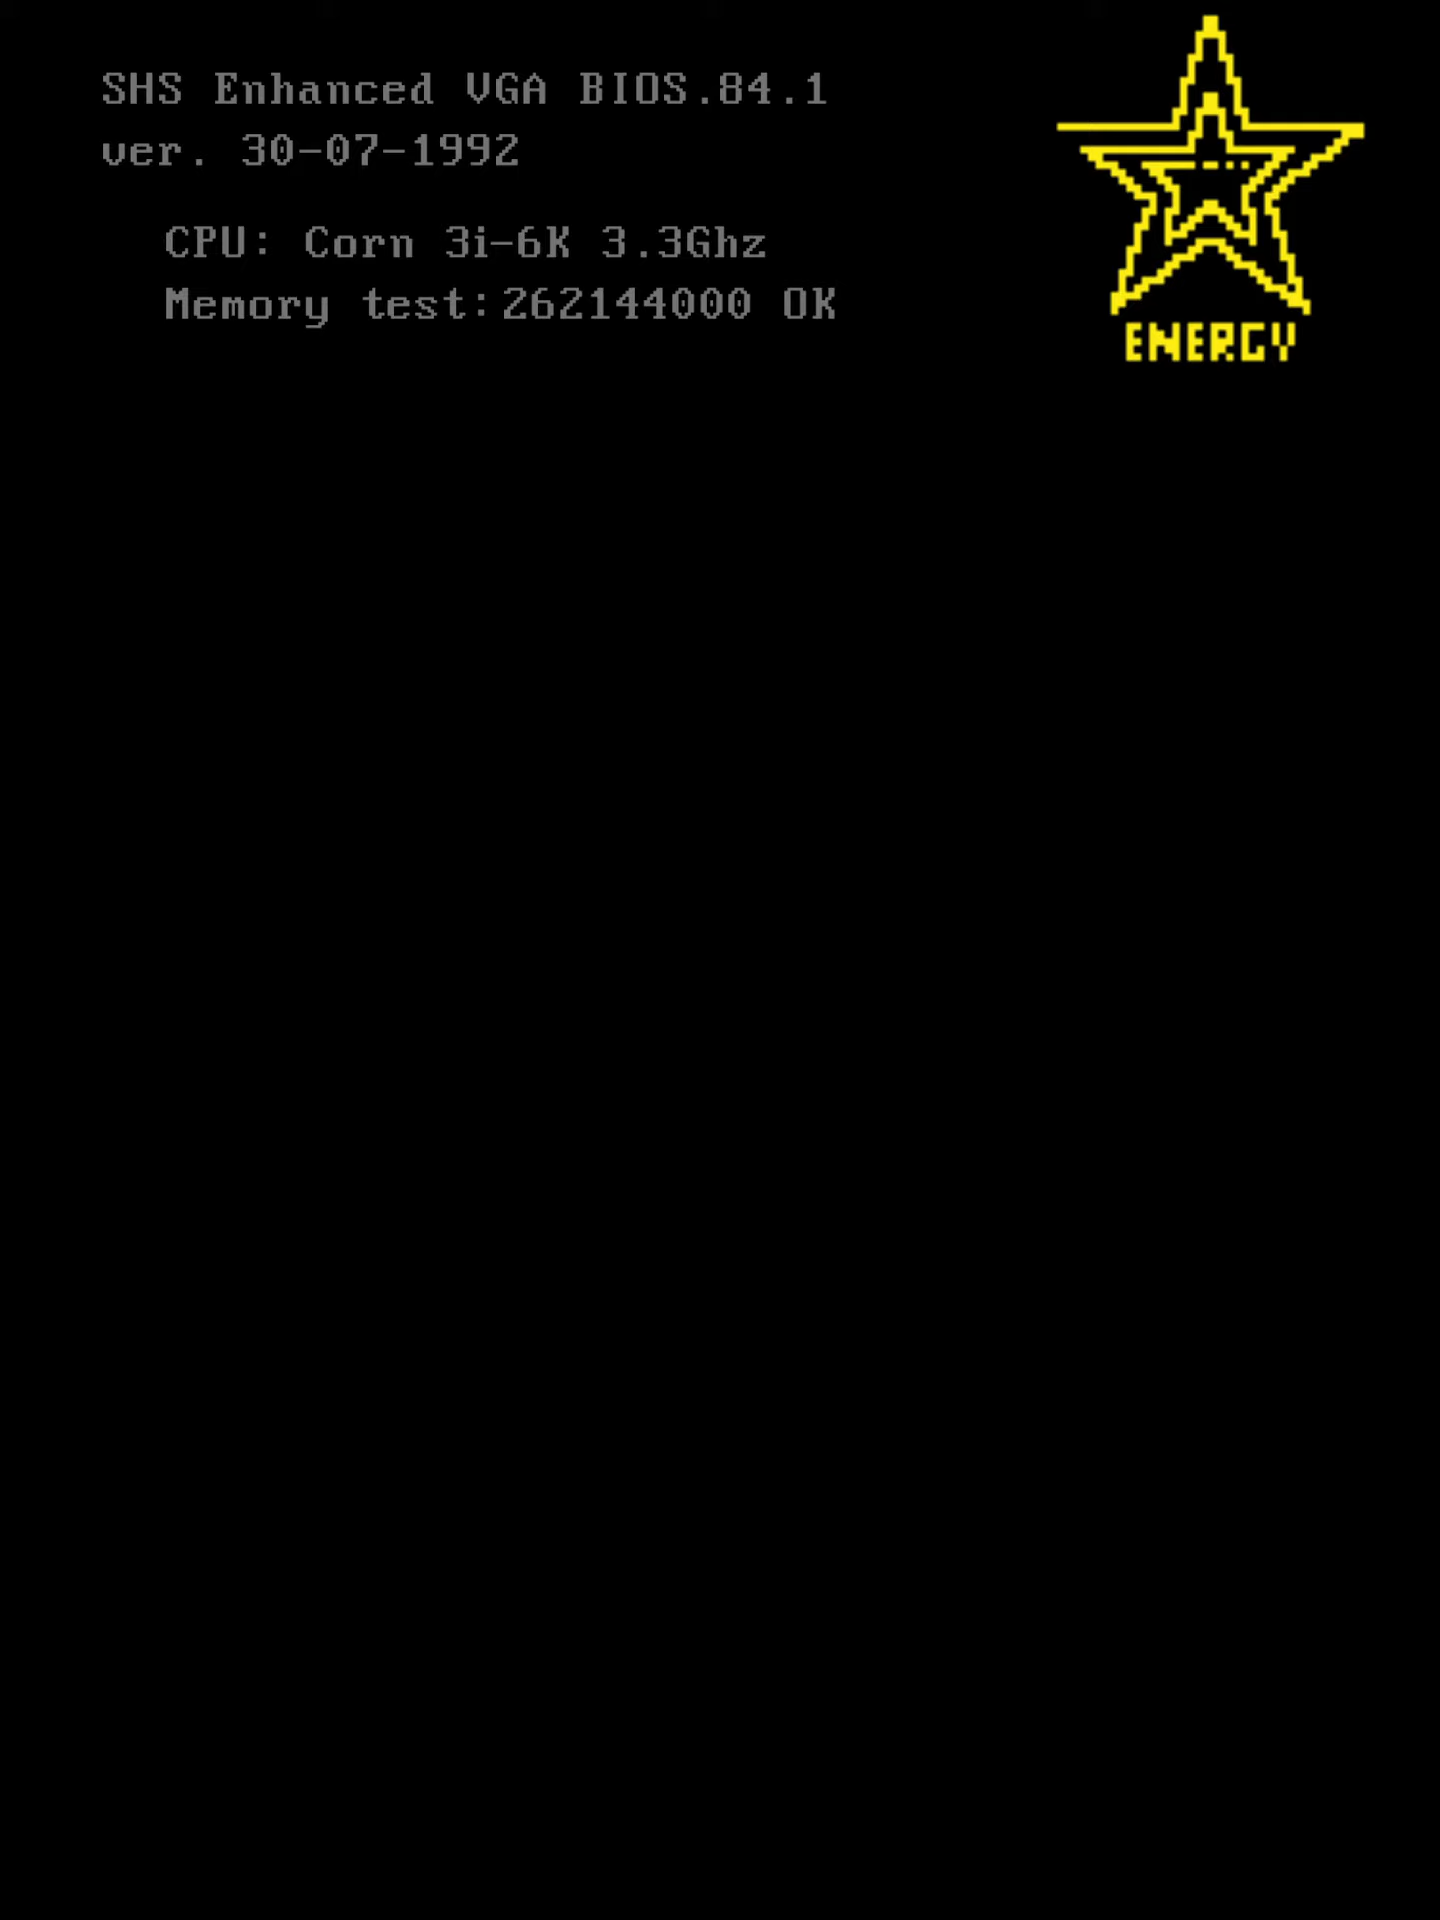 SHS Enhanced VGA BIOS.84.1
ver. 30-07-1992
CPU: Corn 3i-6K 3.3Ghz
Memory test:262144000 OK
ENERGY